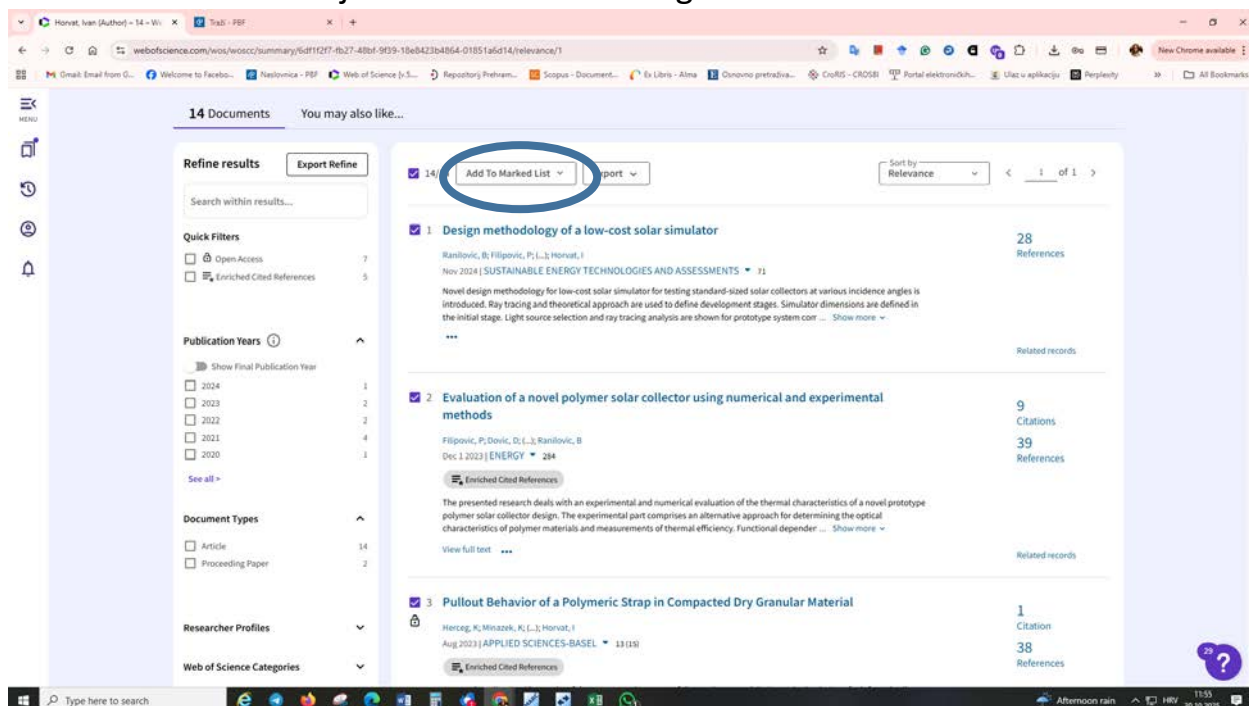 Horvat, Ivan (Author) – 14 – W
Traži - PBF
webofscience.com/wos/woscc/summary/6df1f2f7-fb27-48bf-9f39-18e8423b4864-01851a6d14/relevance/1
New Chrome available
Gmail: Email from G...
Welcome to Facebo...
Naslovnica - PBF
Web of Science [v.5...
Repozitorij Prehram...
Scopus - Document...
Ex Libris - Alma
Osnovno pretraživa...
CroRIS - CROSBI
Portal elektroničkih...
Ulaz u aplikaciju
Perplexity
All Bookmarks
MENU
14 Documents
You may also like...
Refine results
Export Refine
Search within results...
Quick Filters
Open Access 7
Enriched Cited References 5
Publication Years
Show Final Publication Year
2024 1
2023 2
2022 2
2021 4
2020 1
See all >
Document Types
Article 14
Proceeding Paper 2
Researcher Profiles
Web of Science Categories
14/
Add To Marked List
Sort by
Relevance
1 of 1
1 Design methodology of a low-cost solar simulator
Ranilovic, B; Filipovic, P; (...); Horvat, I
Nov 2024 | SUSTAINABLE ENERGY TECHNOLOGIES AND ASSESSMENTS 71
Novel design methodology for low-cost solar simulator for testing standard-sized solar collectors at various incidence angles is
introduced. Ray tracing and theoretical approach are used to define development stages. Simulator dimensions are defined in
the initial stage. Light source selection and ray tracing analysis are shown for prototype system corr ... Show more
28
References
Related records
2 Evaluation of a novel polymer solar collector using numerical and experimental
methods
Filipovic, P; Dovic, D; (...); Ranilovic, B
Dec 1 2023 | ENERGY 284
Enriched Cited References
The presented research deals with an experimental and numerical evaluation of the thermal characteristics of a novel prototype
polymer solar collector design. The experimental part comprises an alternative approach for determining the optical
characteristics of polymer materials and measurements of thermal efficiency. Functional depender ... Show more
View full text
9
Citations
39
References
Related records
3 Pullout Behavior of a Polymeric Strap in Compacted Dry Granular Material
Herceg, K; Minazek, K; (...); Horvat, I
Aug 2023 | APPLIED SCIENCES-BASEL 13 (15)
Enriched Cited References
1
Citation
38
References
29
?
Type here to search
Afternoon rain
HRV
11:55